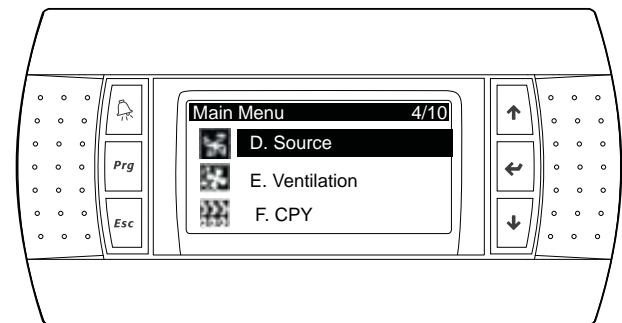 Main Menu 4/10
D. Source
Prg
E. Ventilation
F. CPY
Esc